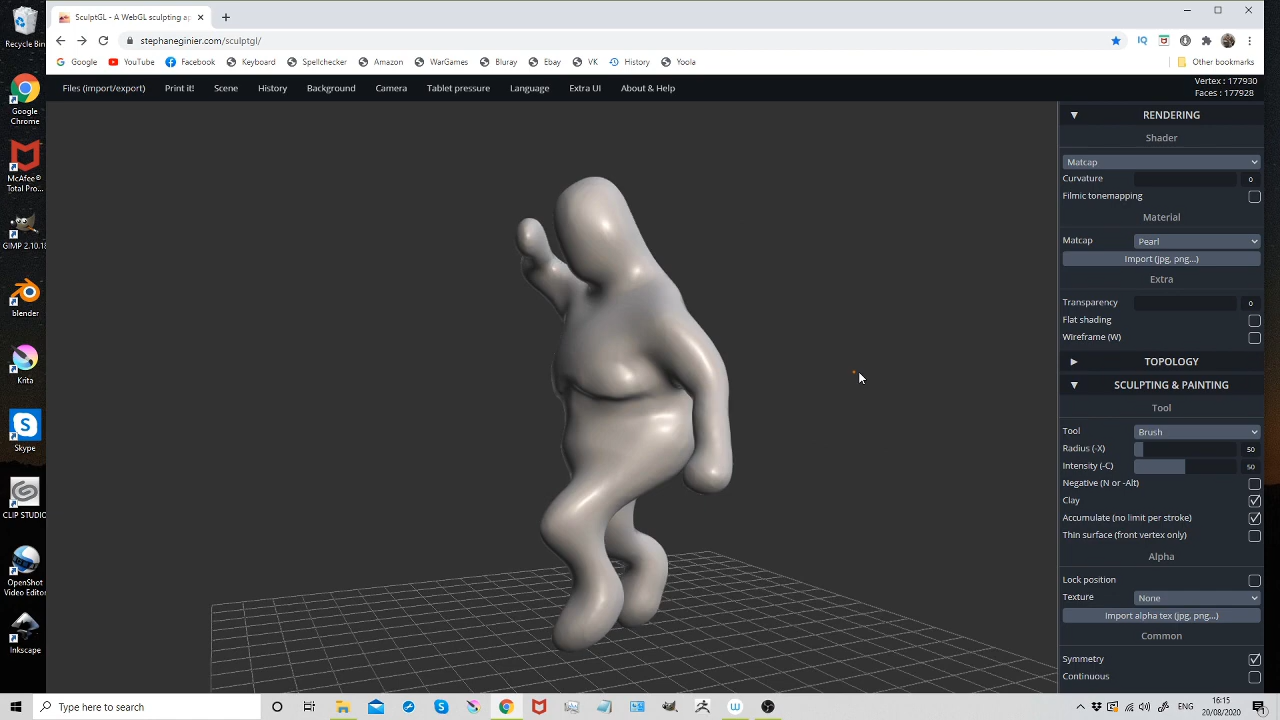 Recycle Bin
Google Chrome
McAfee® Total Pro...
GIMP 2.10.18
blender
Krita
Skype
CLIP STUDIO
OpenShot Video Editor
Inkscape
SculptGL - A WebGL sculpting ap
stephaneginier.com/sculptgl/
IQ
Google YouTube Facebook Keyboard Spellchecker Amazon WarGames Bluray Ebay VK History Yoola Other bookmarks
Files (import/export) Print it! Scene History Background Camera Tablet pressure Language Extra UI About & Help
Vertex : 177930
Faces : 177928
RENDERING
Shader
Matcap
Curvature 0
Filmic tonemapping
Material
Matcap Pearl
Import (jpg, png...)
Extra
Transparency 0
Flat shading
Wireframe (W)
TOPOLOGY
SCULPTING & PAINTING
Tool
Tool Brush
Radius (-X) 50
Intensity (-C) 50
Negative (N or -Alt)
Clay
Accumulate (no limit per stroke)
Thin surface (front vertex only)
Alpha
Lock position
Texture None
Import alpha tex (jpg, png...)
Common
Symmetry
Continuous
Type here to search
16:15
20/08/2020